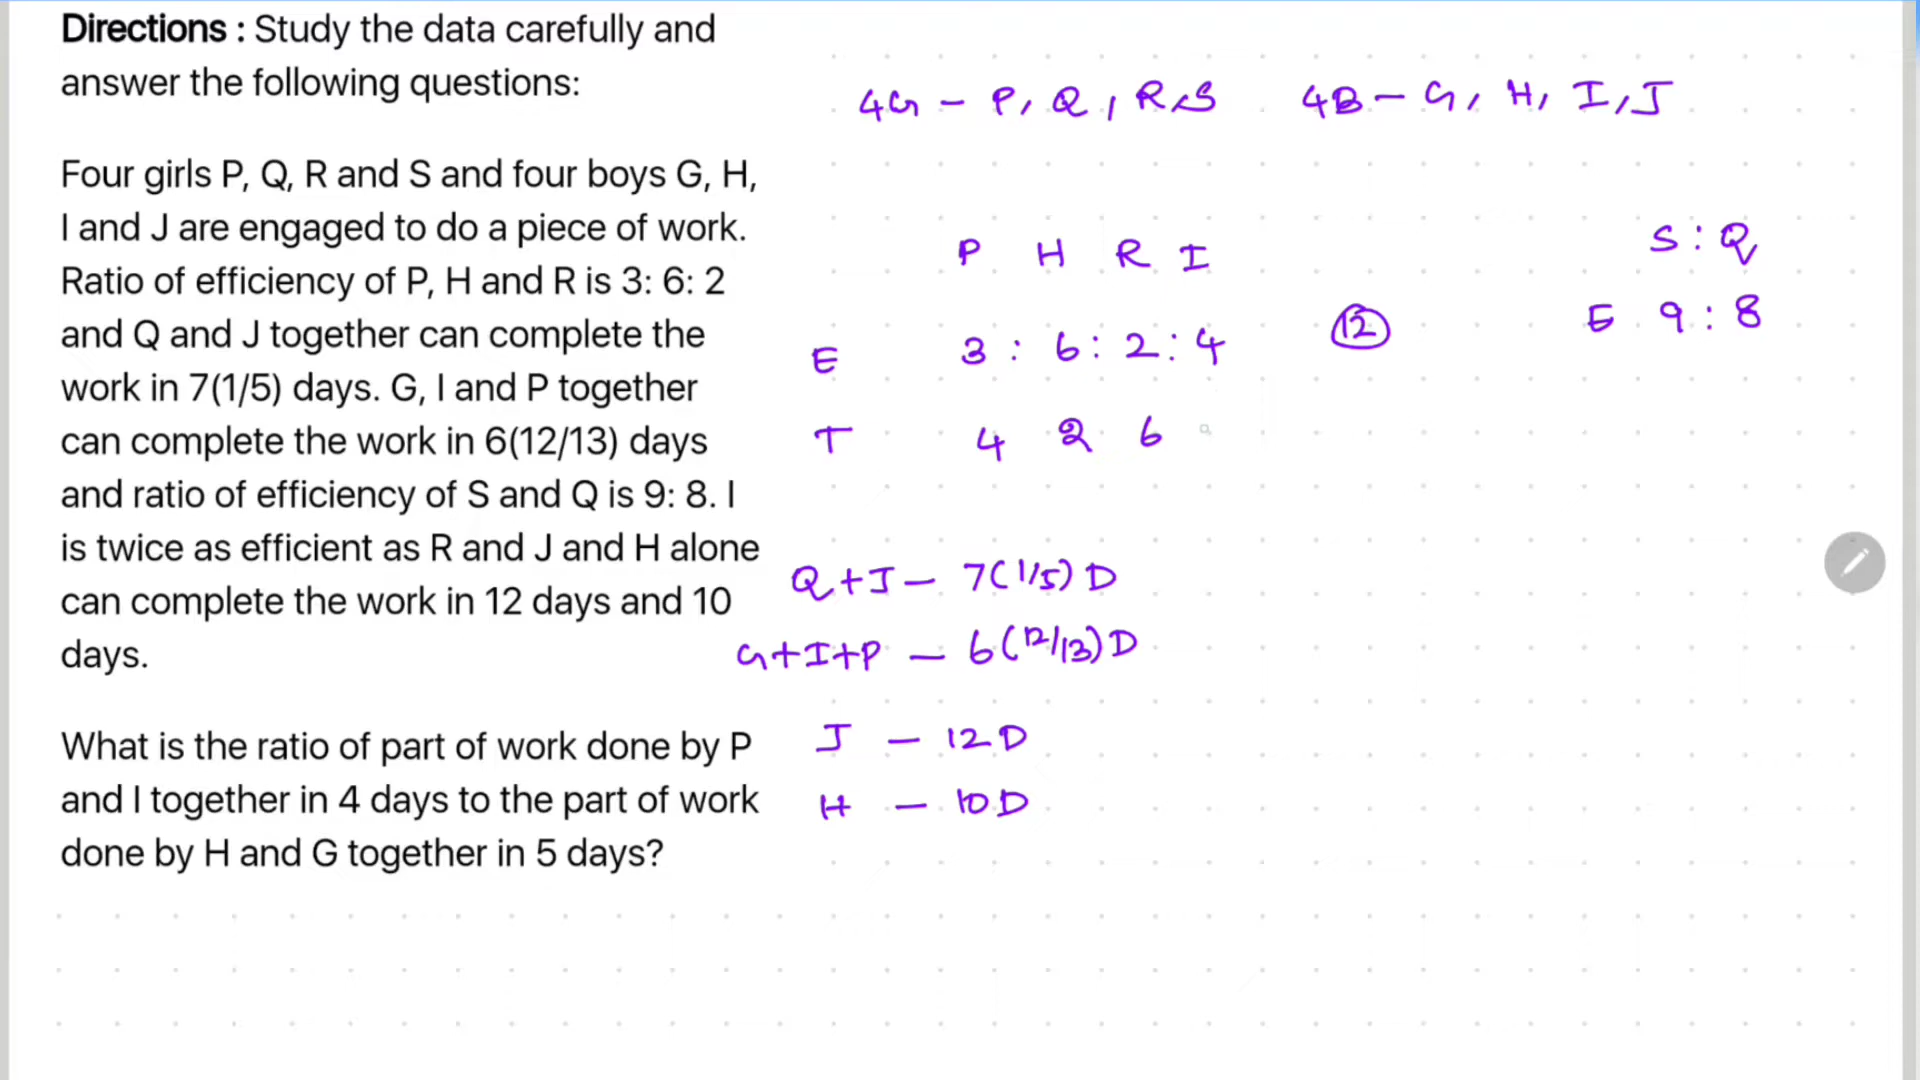 Directions : Study the data carefully and
answer the following questions:
Four girls P, Q, R and S and four boys G, H,
I and J are engaged to do a piece of work.
Ratio of efficiency of P, H and R is 3: 6: 2
and Q and J together can complete the
work in 7(1/5) days. G, I and P together
can complete the work in 6(12/13) days
and ratio of efficiency of S and Q is 9: 8. I
is twice as efficient as R and J and H alone
can complete the work in 12 days and 10
days.
What is the ratio of part of work done by P
and I together in 4 days to the part of work
done by H and G together in 5 days?
4G - P, Q, R, S 4B - G, H, I, J
P H R I
E 3 : 6 : 2 : 4
T 4 2 6
12
S : Q
E 9 : 8
Q + J - 7(1/5) D
G + I + P - 6(12/13) D
J - 12 D
H - 10 D